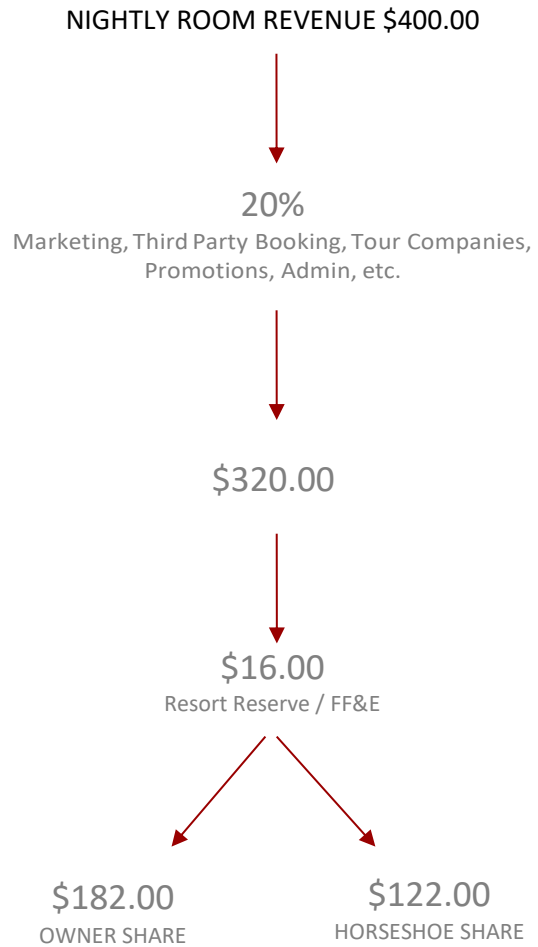 NIGHTLY ROOM REVENUE $400.00
20%
Marketing, Third Party Booking, Tour Companies,
Promotions, Admin, etc.
$320.00
$16.00
Resort Reserve / FF&E
$182.00
OWNER SHARE
$122.00
HORSESHOE SHARE